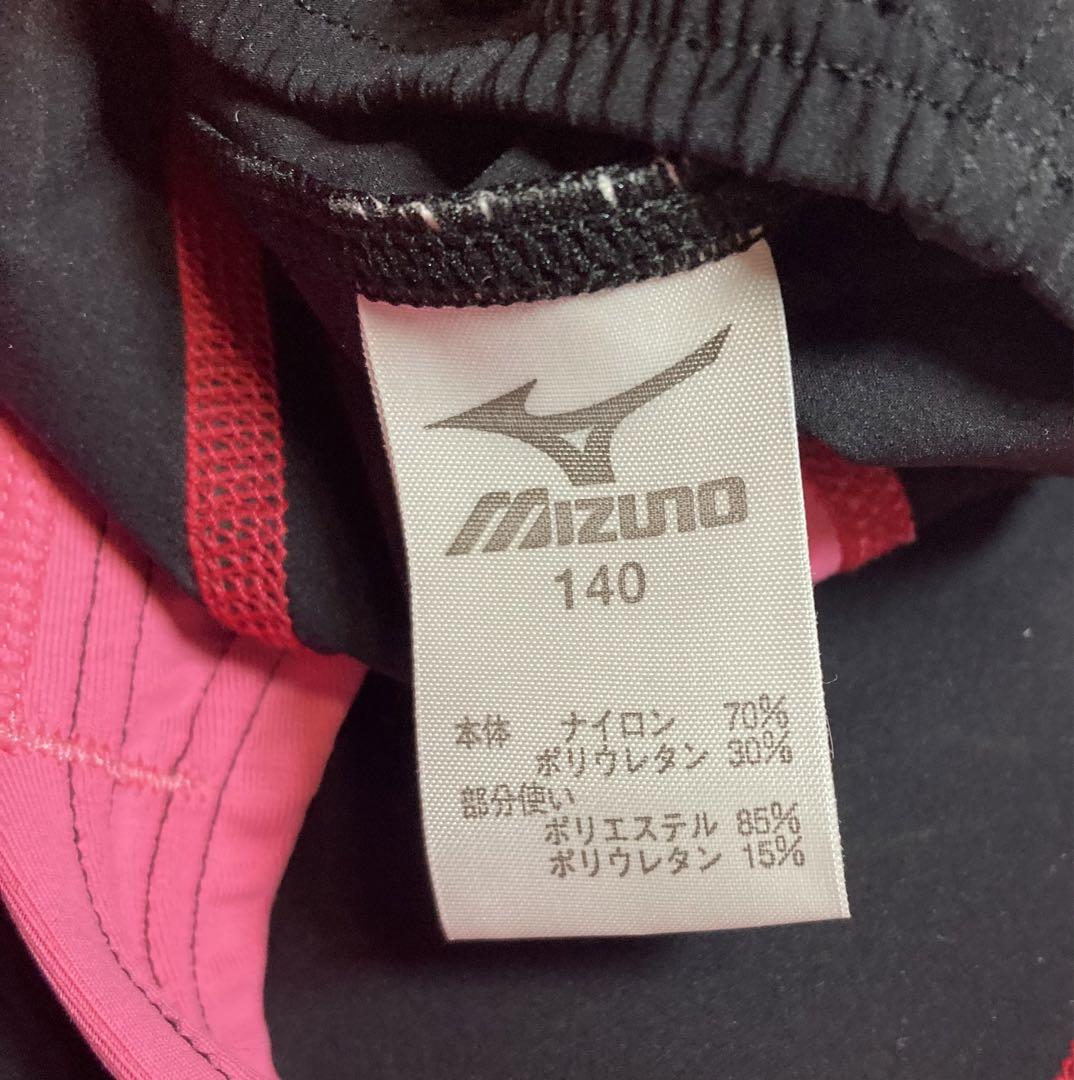 MIZUNO
140
本体 ナイロン 70%
ポリウレタン 30%
部分使い
ポリエステル 85%
ポリウレタン 15%